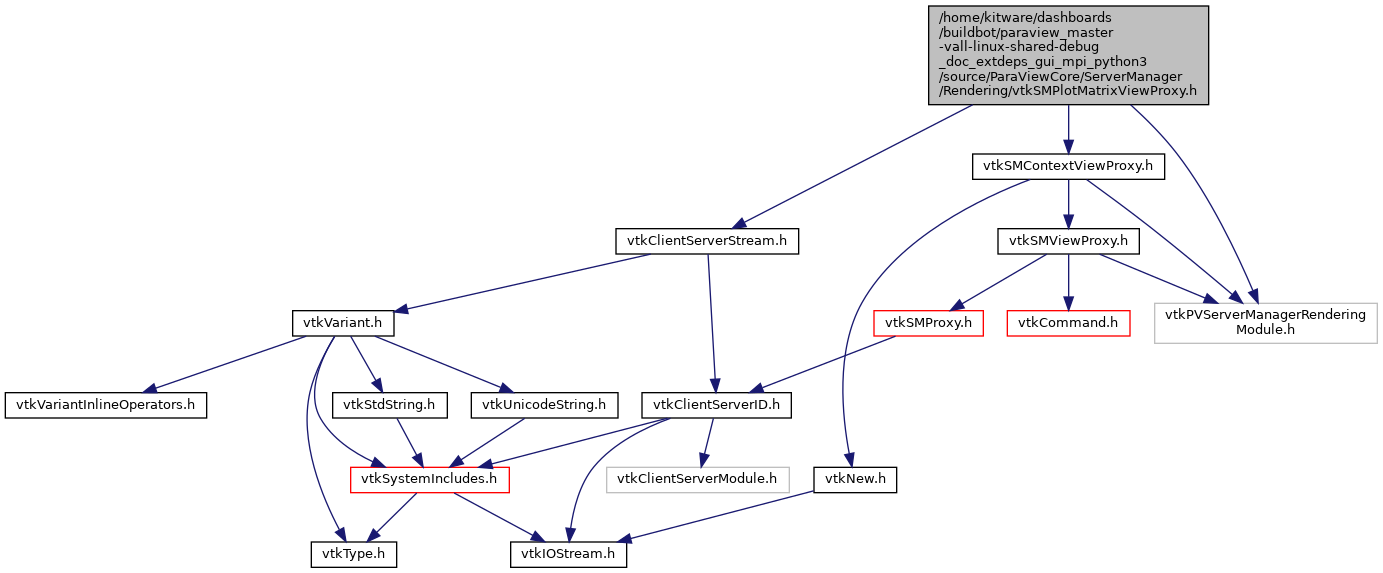 /home/kitware/dashboards
/buildbot/paraview_master
-vall-linux-shared-debug
_doc_extdeps_gui_mpi_python3
/source/ParaViewCore/ServerManager
/Rendering/vtkSMPlotMatrixViewProxy.h
vtkSMContextViewProxy.h
vtkClientServerStream.h
vtkSMViewProxy.h
vtkVariant.h
vtkSMProxy.h
vtkCommand.h
vtkPVServerManagerRendering
Module.h
vtkVariantInlineOperators.h
vtkStdString.h
vtkUnicodeString.h
vtkClientServerID.h
vtkSystemIncludes.h
vtkClientServerModule.h
vtkNew.h
vtkType.h
vtkIOStream.h